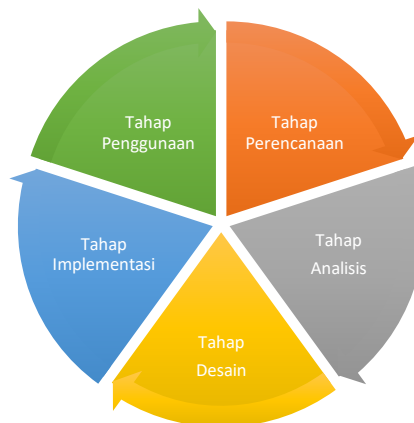 Tahap
Perencanaan
Tahap
Analisis
Tahap
Desain
Tahap
Implementasi
Tahap
Penggunaan